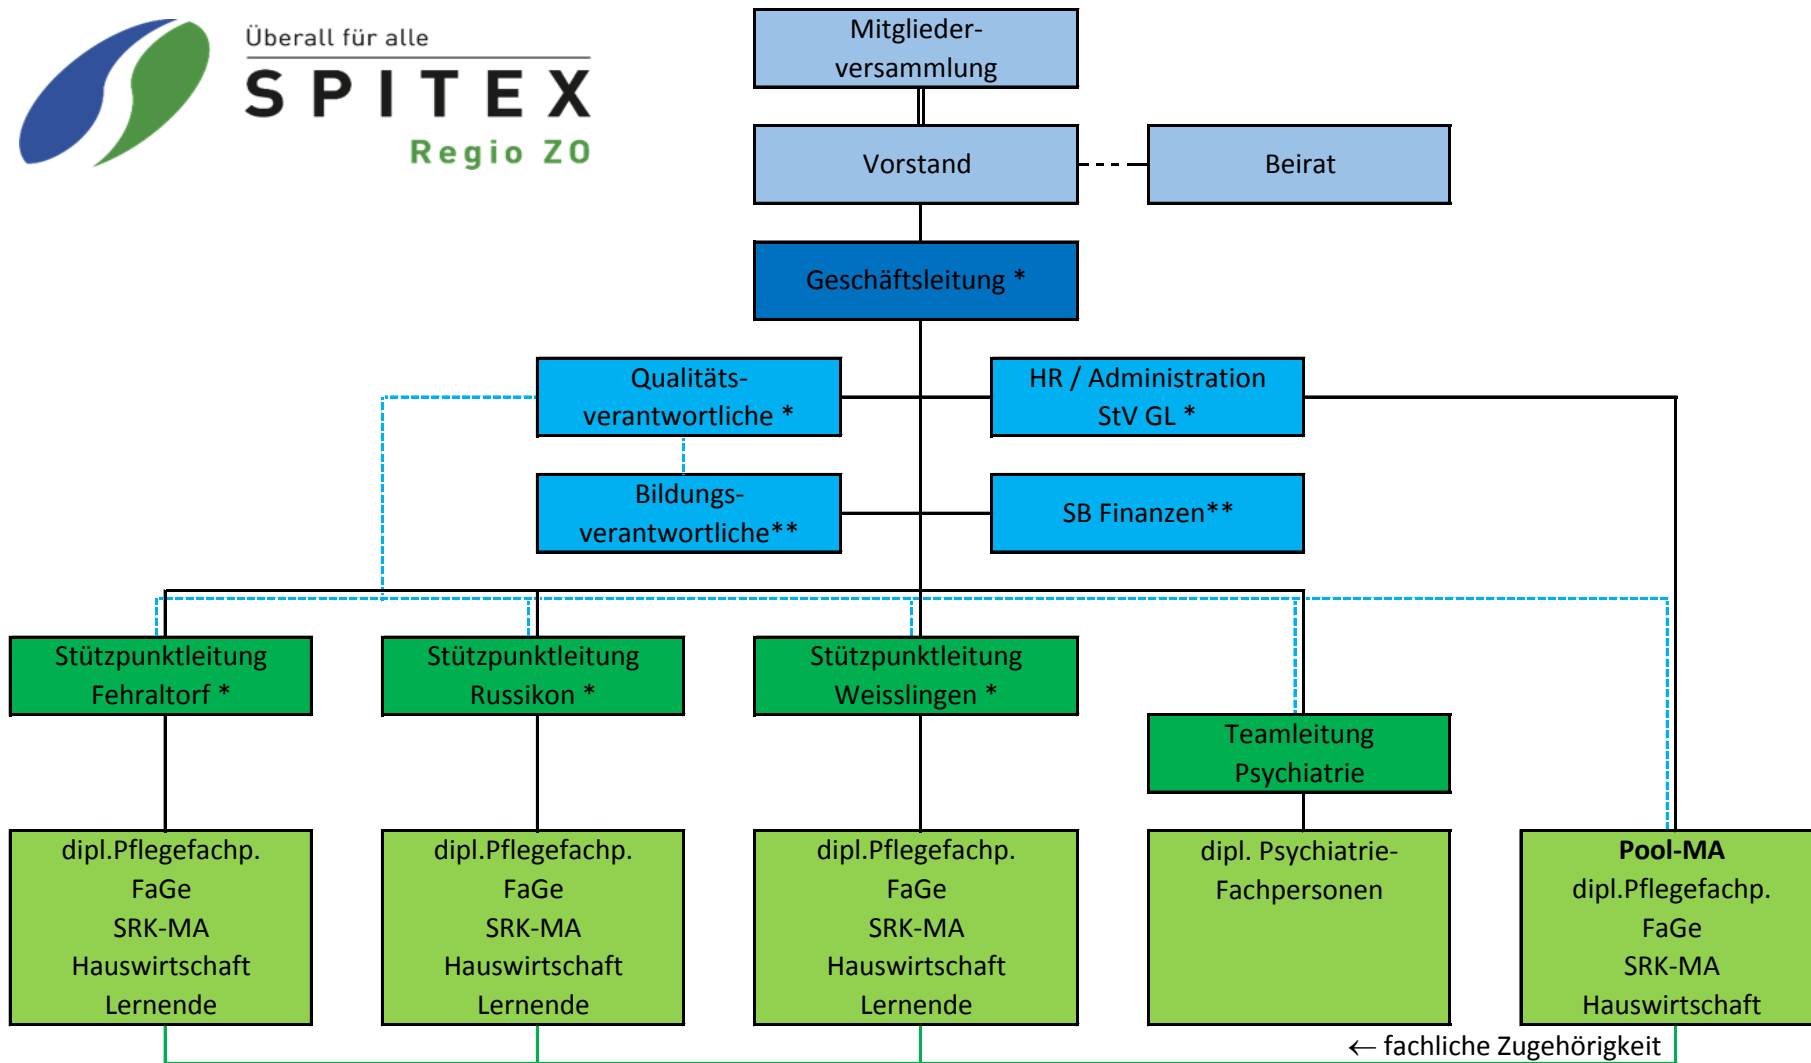 Überall für alle
SPITEX
Regio ZO
Mitglieder-
versammlung
Vorstand
Beirat
Geschäftsleitung *
Qualitäts-
verantwortliche *
HR / Administration
StV GL *
Bildungs-
verantwortliche**
SB Finanzen**
Stützpunktleitung
Fehraltorf *
Stützpunktleitung
Russikon *
Stützpunktleitung
Weisslingen *
Teamleitung
Psychiatrie
dipl.Pflegefachp.
FaGe
SRK-MA
Hauswirtschaft
Lernende
dipl.Pflegefachp.
FaGe
SRK-MA
Hauswirtschaft
Lernende
dipl.Pflegefachp.
FaGe
SRK-MA
Hauswirtschaft
Lernende
dipl. Psychiatrie-
Fachpersonen
Pool-MA
dipl.Pflegefachp.
FaGe
SRK-MA
Hauswirtschaft
← fachliche Zugehörigkeit